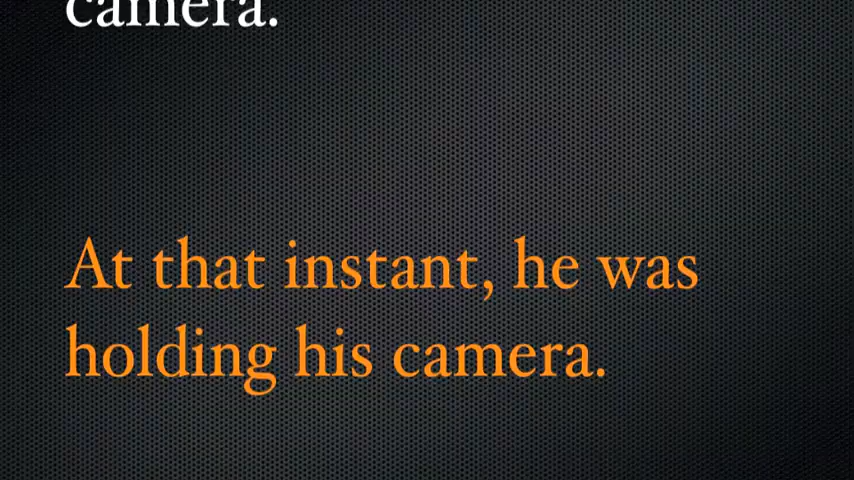 camera.
At that instant, he was
holding his camera.